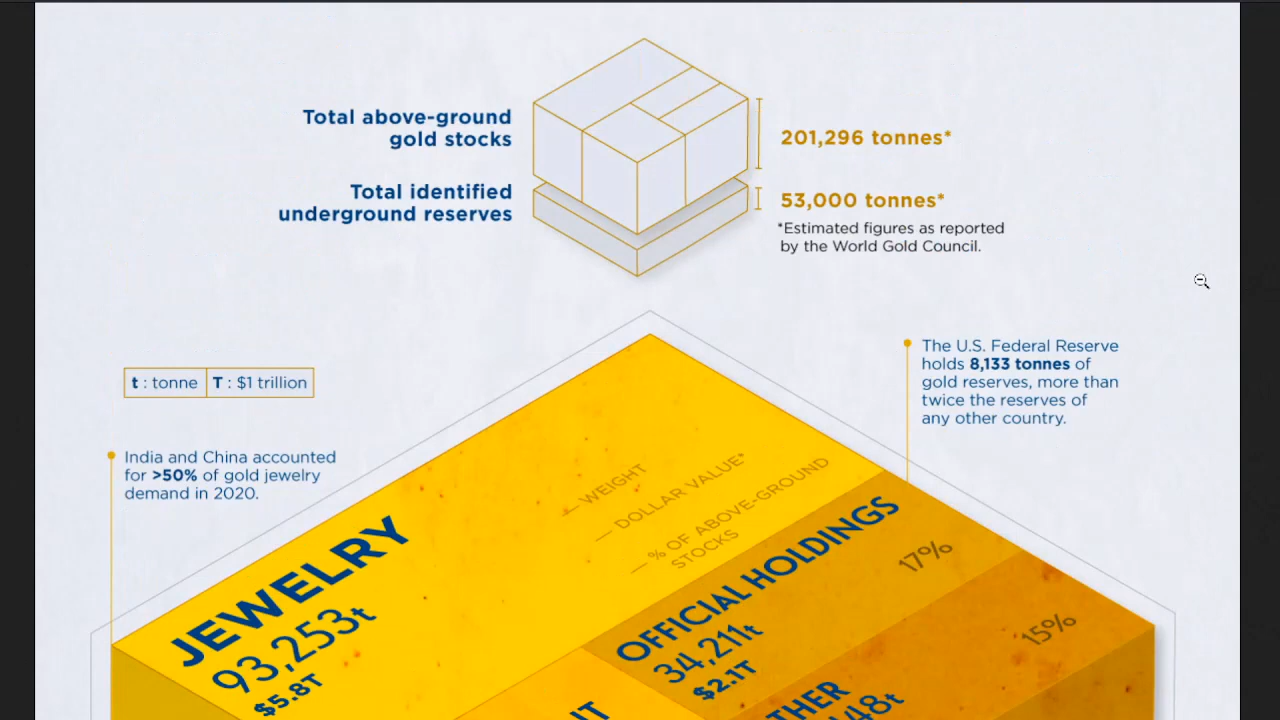 Total above-ground
gold stocks
201,296 tonnes*
Total identified
underground reserves
53,000 tonnes*
*Estimated figures as reported
by the World Gold Council.
The U.S. Federal Reserve
holds 8,133 tonnes of
gold reserves, more than
twice the reserves of
any other country.
t : tonne T : $1 trillion
India and China accounted
for >50% of gold jewelry
demand in 2020.
WEIGHT
DOLLAR VALUE*
% OF ABOVE-GROUND
STOCKS
JEWELRY
93,253t
$5.8T
OFFICIAL HOLDINGS
34,211t
$2.1T
17%
15%